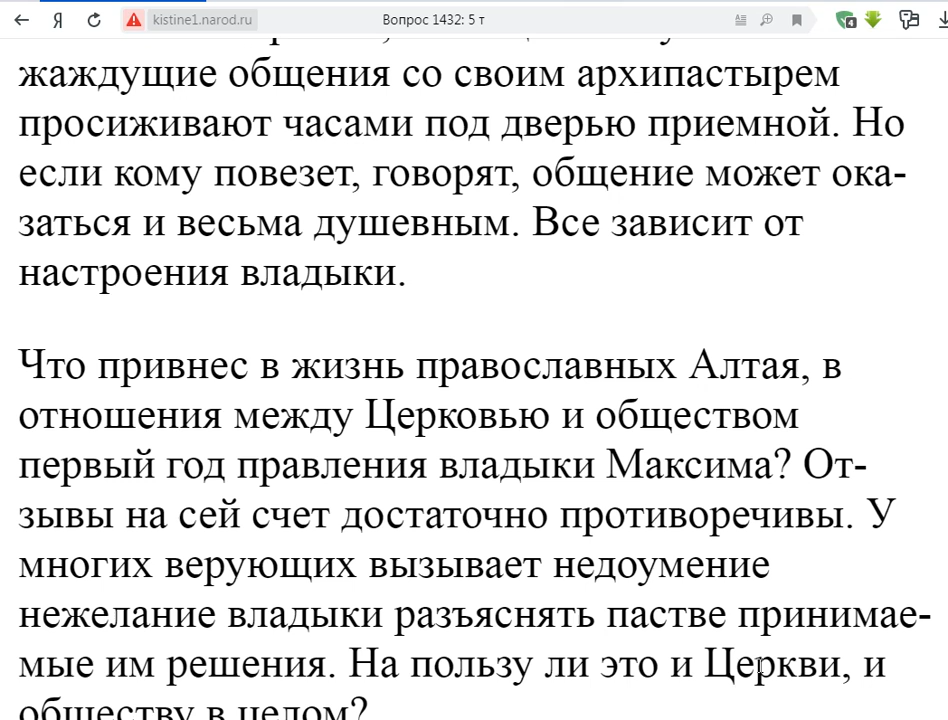 Я
kistine1.narod.ru
Вопрос 1432: 5 т
4
жаждущие общения со своим архипастырем
просиживают часами под дверью приемной. Но
если кому повезет, говорят, общение может ока-
заться и весьма душевным. Все зависит от
настроения владыки.
Что привнес в жизнь православных Алтая, в
отношения между Церковью и обществом
первый год правления владыки Максима? От-
зывы на сей счет достаточно противоречивы. У
многих верующих вызывает недоумение
нежелание владыки разъяснять пастве принимае-
мые им решения. На пользу ли это и Церкви, и
обществу в целом?